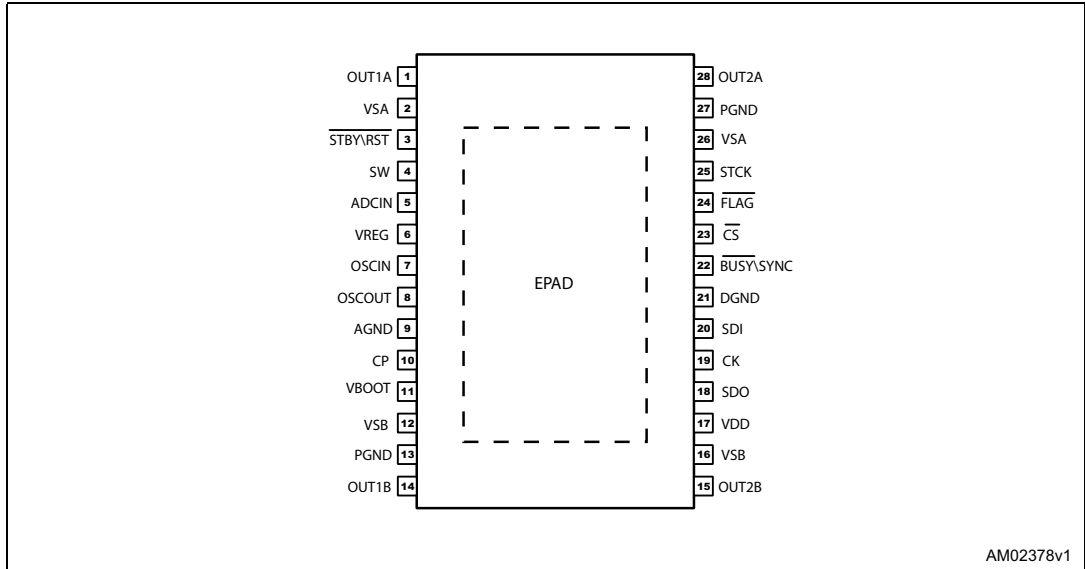 OUT1A 1
VSA 2
STBY\RST 3
SW 4
ADCIN 5
VREG 6
OSCIN 7
OSCOUT 8
AGND 9
CP 10
VBOOT 11
VSB 12
PGND 13
OUT1B 14
EPAD
28 OUT2A
27 PGND
26 VSA
25 STCK
24 FLAG
23 CS
22 BUSY\SYNC
21 DGND
20 SDI
19 CK
18 SDO
17 VDD
16 VSB
15 OUT2B
AM02378v1